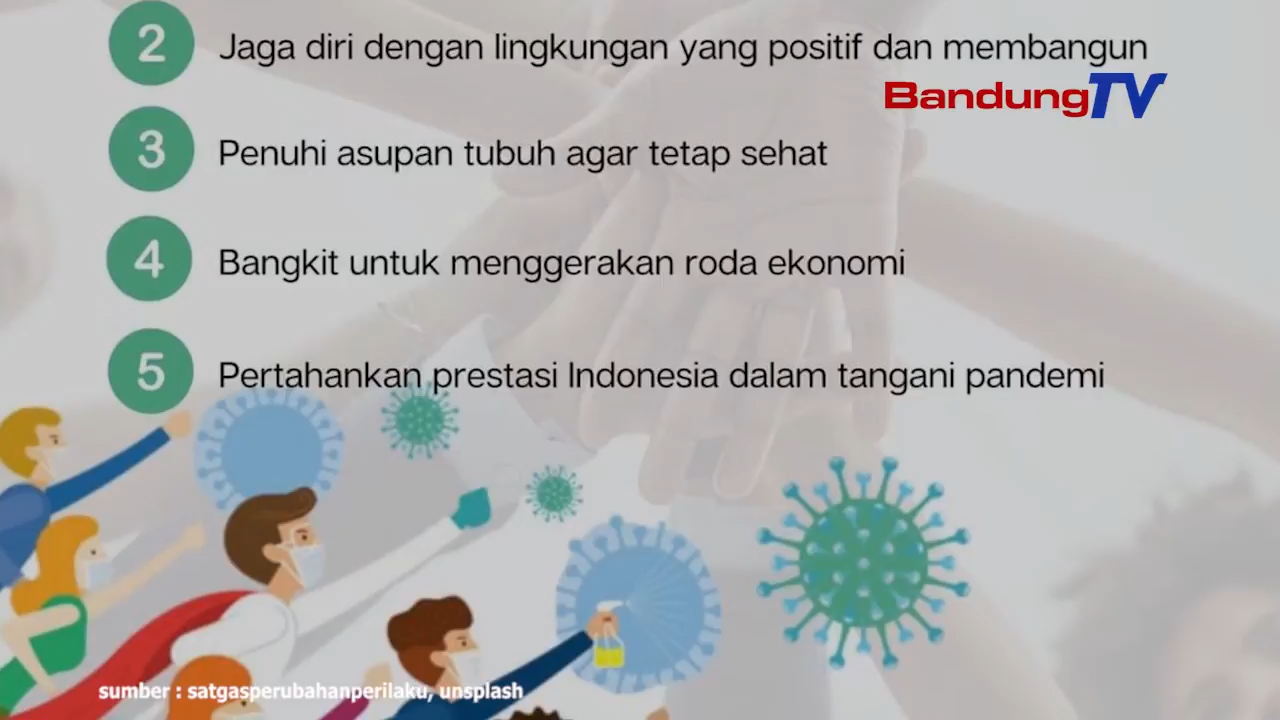 2 Jaga diri dengan lingkungan yang positif dan membangun
BandungTV
3 Penuhi asupan tubuh agar tetap sehat
4 Bangkit untuk menggerakan roda ekonomi
5 Pertahankan prestasi Indonesia dalam tangani pandemi
sumber : satgasperubahanperilaku, unsplash